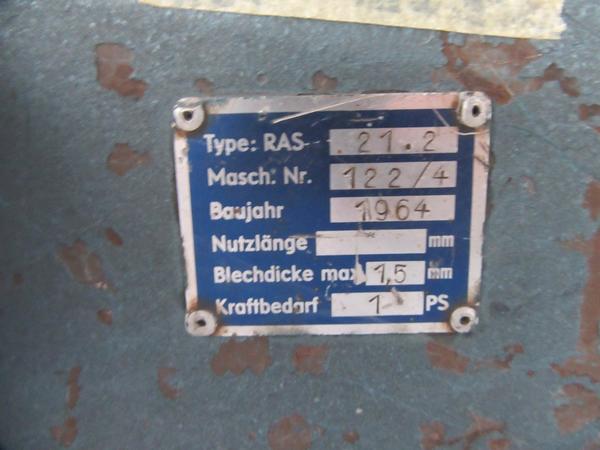 Type: RAS 21.2
Masch. Nr. 122/4
Baujahr 1964
Nutzlänge mm
Blechdicke max. 1,5 mm
Kraftbedarf 1 PS